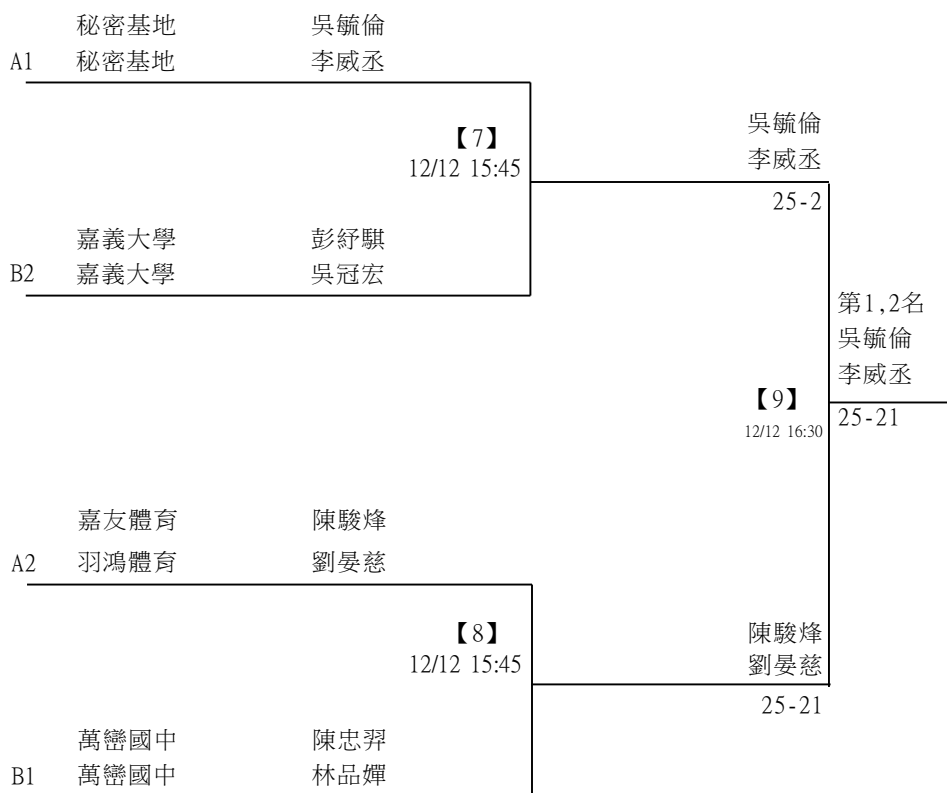 秘密基地 吳毓倫
A1 秘密基地 李威丞
【7】
12/12 15:45
吳毓倫
李威丞
25-2
嘉義大學 彭紓騏
B2 嘉義大學 吳冠宏
第1,2名
吳毓倫
李威丞
【9】
12/12 16:30
25-21
嘉友體育 陳駿烽
A2 羽鴻體育 劉晏慈
【8】
12/12 15:45
陳駿烽
劉晏慈
25-21
萬巒國中 陳忠羿
B1 萬巒國中 林品嬋